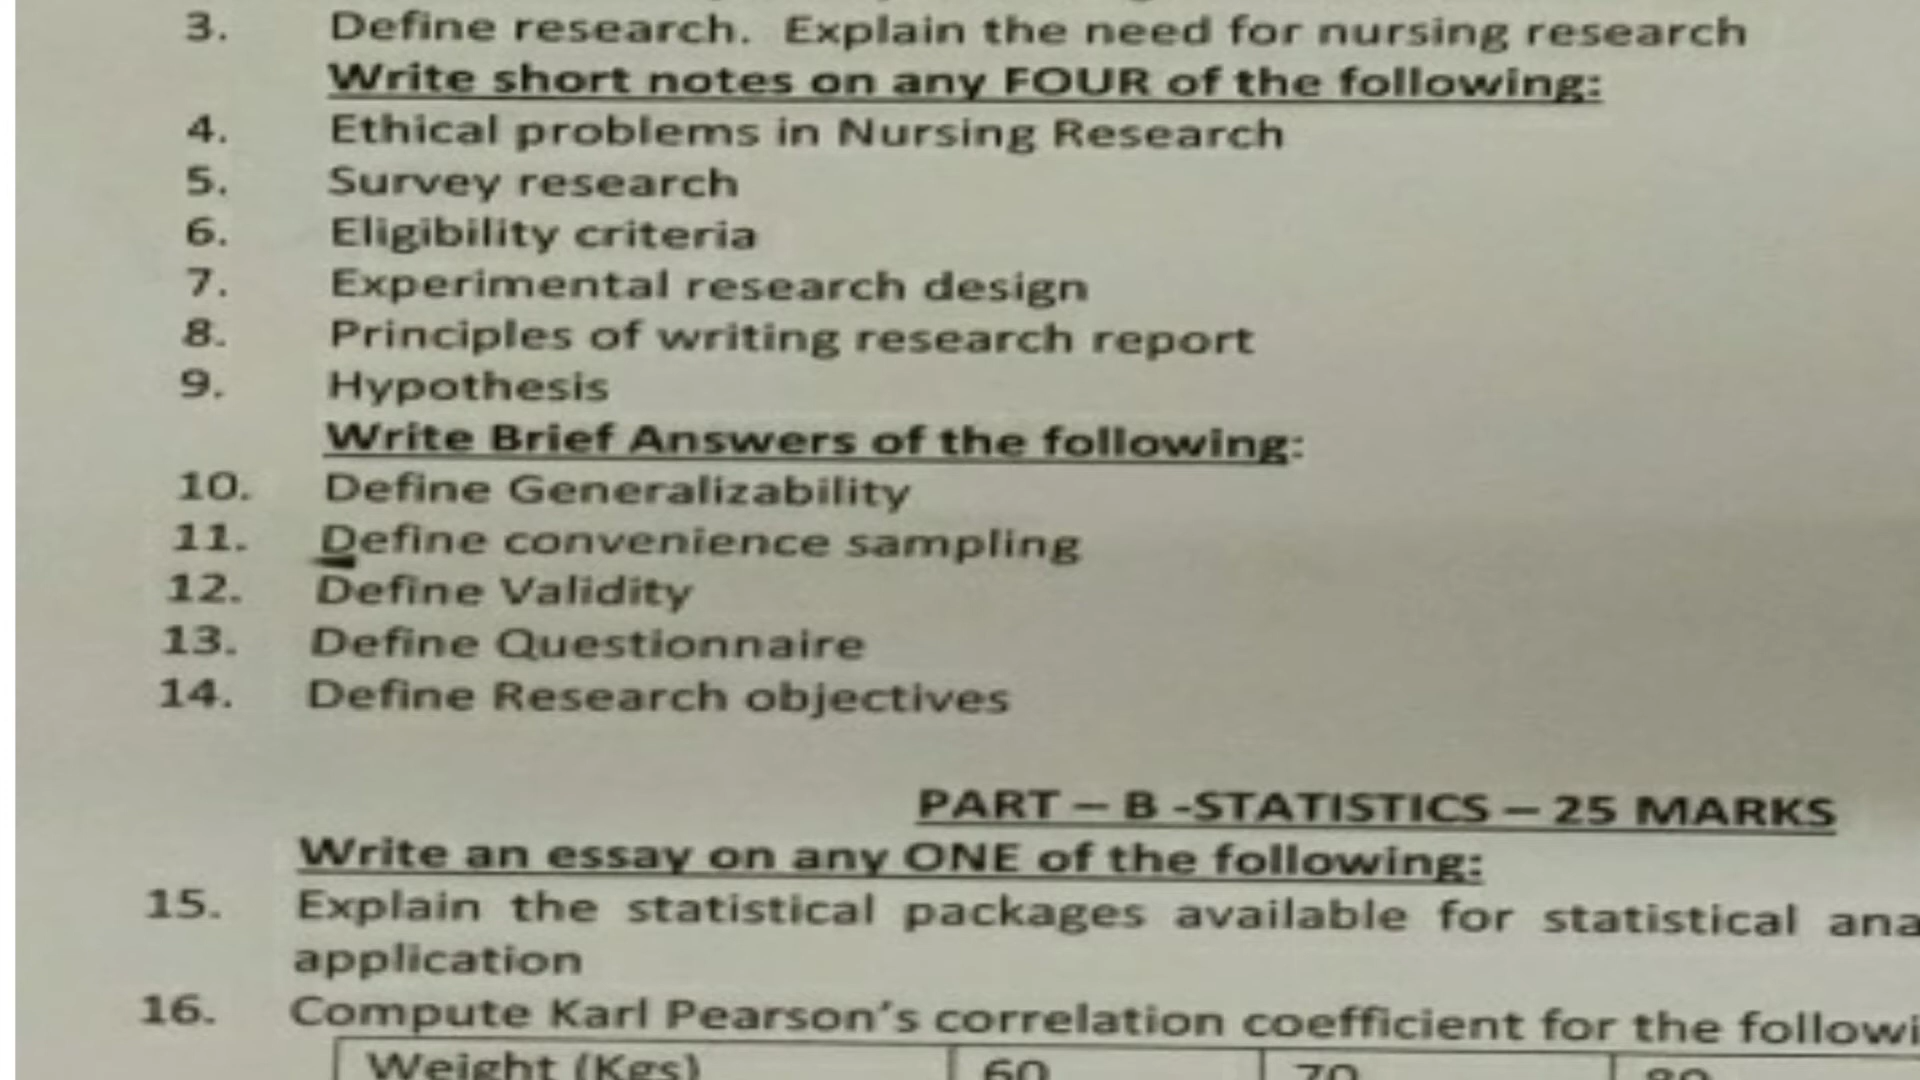 3. Define research. Explain the need for nursing research
Write short notes on any FOUR of the following:
4. Ethical problems in Nursing Research
5. Survey research
6. Eligibility criteria
7. Experimental research design
8. Principles of writing research report
9. Hypothesis
Write Brief Answers of the following:
10. Define Generalizability
11. Define convenience sampling
12. Define Validity
13. Define Questionnaire
14. Define Research objectives
PART – B -STATISTICS – 25 MARKS
Write an essay on any ONE of the following:
15. Explain the statistical packages available for statistical ana
application
16. Compute Karl Pearson's correlation coefficient for the followi
Weight (Kgs) 60 70 80